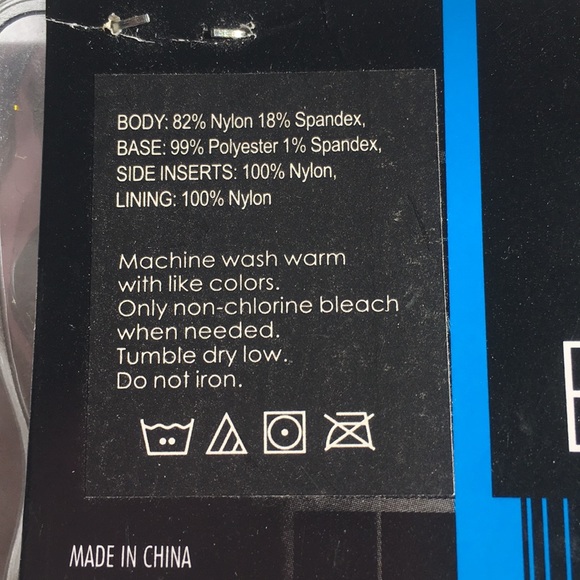 BODY: 82% Nylon 18% Spandex,
BASE: 99% Polyester 1% Spandex,
SIDE INSERTS: 100% Nylon,
LINING: 100% Nylon
Machine wash warm
with like colors.
Only non-chlorine bleach
when needed.
Tumble dry low.
Do not iron.
MADE IN CHINA